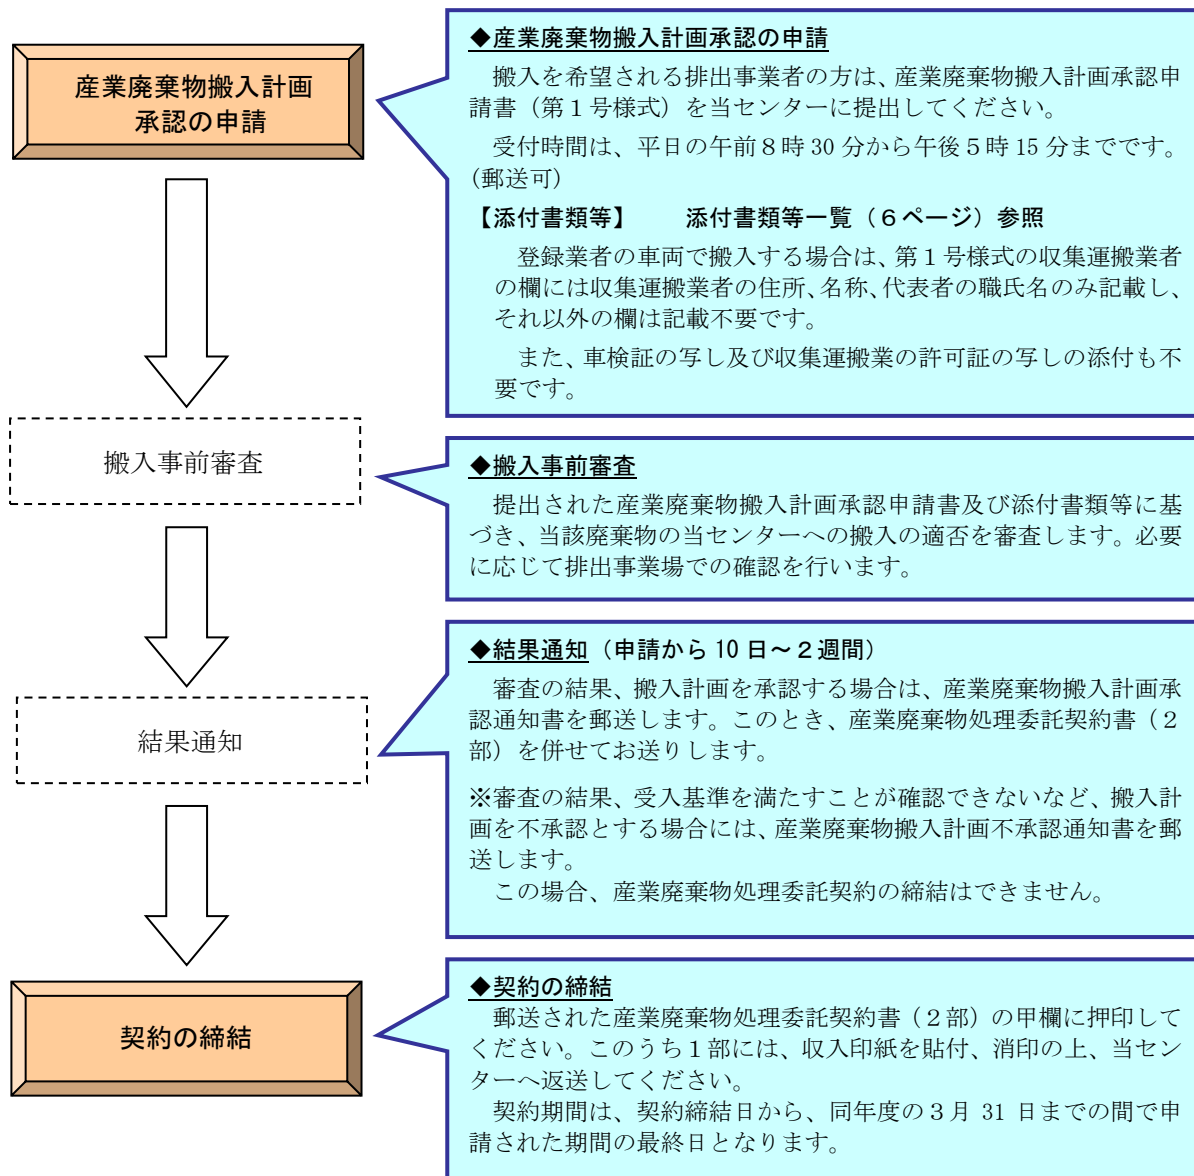 産業廃棄物搬入計画
承認の申請
◆産業廃棄物搬入計画承認の申請
搬入を希望される排出事業者の方は、産業廃棄物搬入計画承認申
請書（第１号様式）を当センターに提出してください。
受付時間は、平日の午前８時 30 分から午後５時 15 分までです。
(郵送可)
【添付書類等】　　添付書類等一覧（６ページ）参照
登録業者の車両で搬入する場合は、第１号様式の収集運搬業者
の欄には収集運搬業者の住所、名称、代表者の職氏名のみ記載し、
それ以外の欄は記載不要です。
また、車検証の写し及び収集運搬業の許可証の写しの添付も不
要です。
搬入事前審査
◆搬入事前審査
提出された産業廃棄物搬入計画承認申請書及び添付書類等に基
づき、当該廃棄物の当センターへの搬入の適否を審査します。必要
に応じて排出事業場での確認を行います。
結果通知
◆結果通知（申請から 10 日～２週間）
審査の結果、搬入計画を承認する場合は、産業廃棄物搬入計画承
認通知書を郵送します。このとき、産業廃棄物処理委託契約書（２
部）を併せてお送りします。
※審査の結果、受入基準を満たすことが確認できないなど、搬入計
画を不承認とする場合には、産業廃棄物搬入計画不承認通知書を郵
送します。
この場合、産業廃棄物処理委託契約の締結はできません。
契約の締結
◆契約の締結
郵送された産業廃棄物処理委託契約書（２部）の甲欄に押印して
ください。このうち１部には、収入印紙を貼付、消印の上、当セン
ターへ返送してください。
契約期間は、契約締結日から、同年度の３月 31 日までの間で申
請された期間の最終日となります。